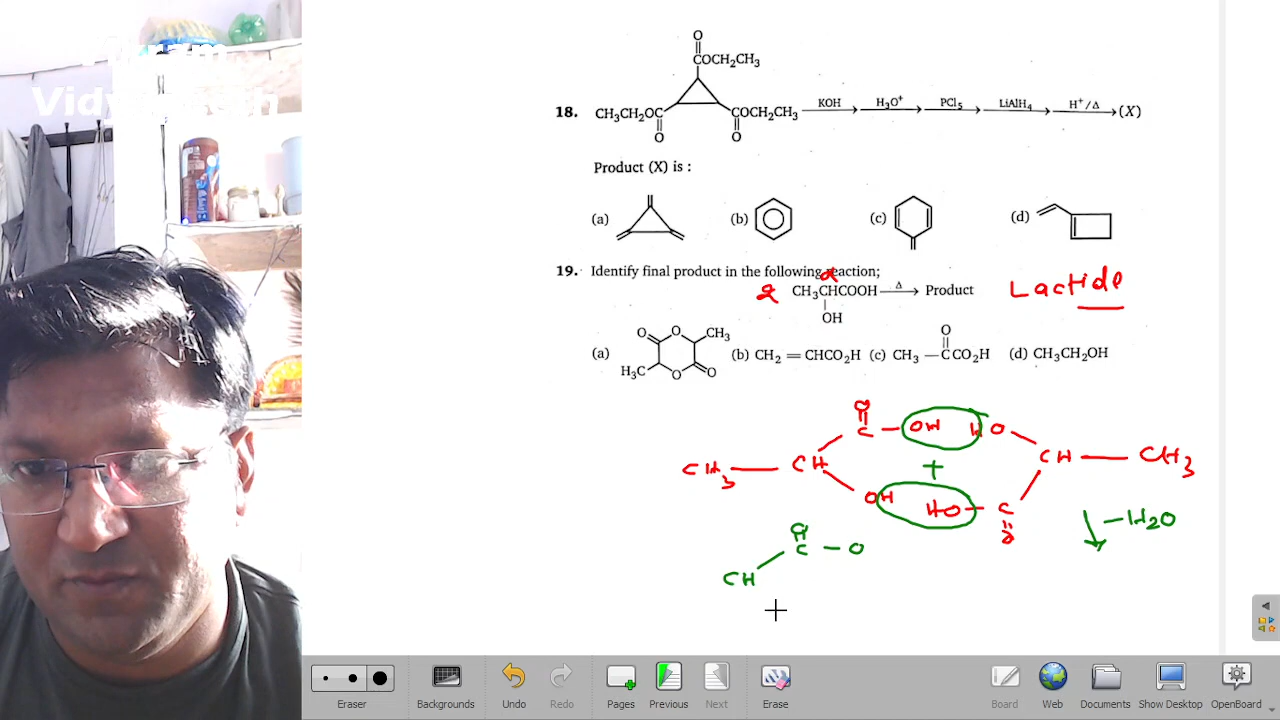 O
COCH2CH3
18. CH3CH2OC COCH2CH3 KOH H3O+ PCl5 LiAlH4 H+/Δ (X)
O O
Product (X) is :
(a) (b) (c) (d)
19. Identify final product in the following reaction;
2 CH3CHCOOH Δ Product Lactide
OH
(a) O O CH3 H3C O O (b) CH2 = CHCO2H (c) CH3 — CCO2H O (d) CH3CH2OH
O
C — OH HO
CH3 — CH + CH — CH3
OH HO — C
O
–H2O
O
C – O
CH
Eraser Backgrounds Undo Redo Pages Previous Next Erase Board Web Documents Show Desktop OpenBoard